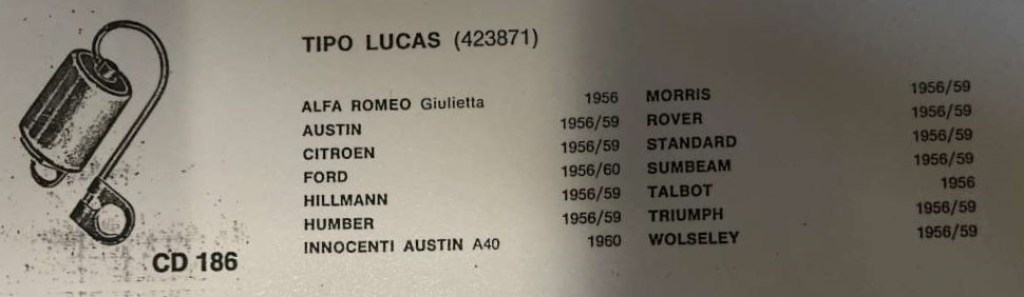 TIPO LUCAS (423871)
ALFA ROMEO Giulietta 1956
AUSTIN 1956/59
CITROEN 1956/59
FORD 1956/60
HILLMANN 1956/59
HUMBER 1956/59
INNOCENTI AUSTIN A40 1960
MORRIS 1956/59
ROVER 1956/59
STANDARD 1956/59
SUMBEAM 1956/59
TALBOT 1956
TRIUMPH 1956/59
WOLSELEY 1956/59
CD 186